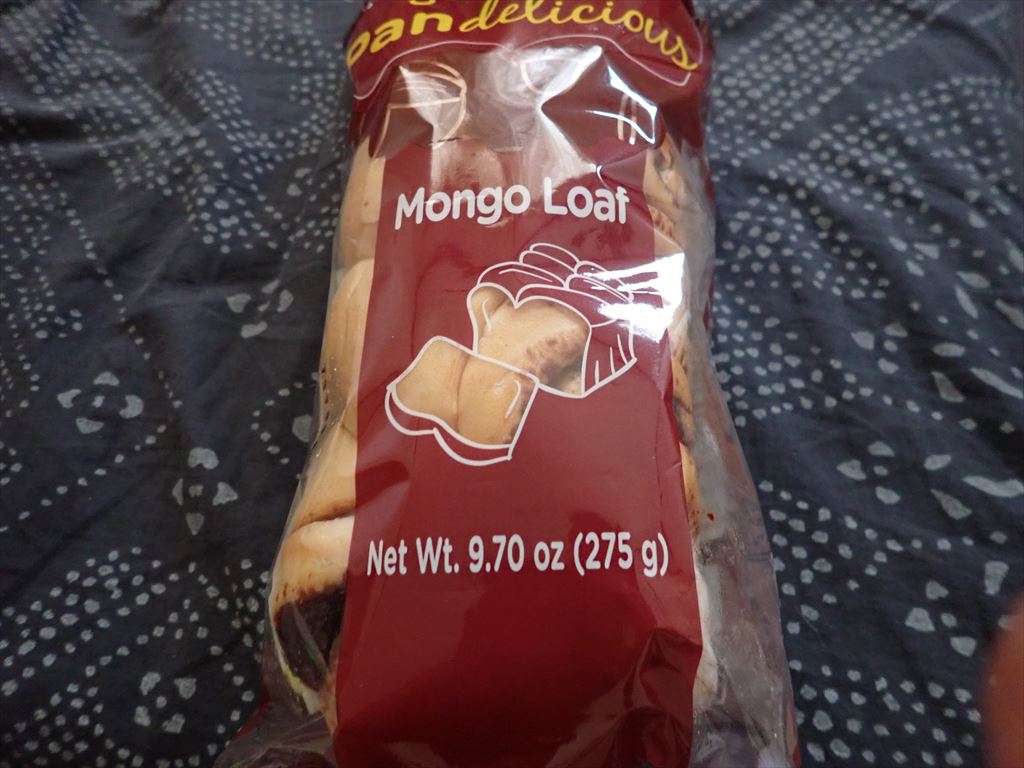 pandelicious
Mongo Loaf
Net Wt. 9.70 oz (275 g)